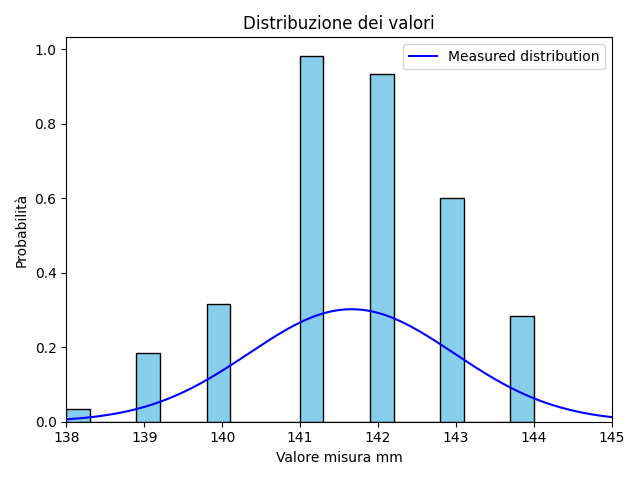 Distribuzione dei valori
Measured distribution
Probabilità
1.0
0.8
0.6
0.4
0.2
0.0
138 139 140 141 142 143 144 145
Valore misura mm